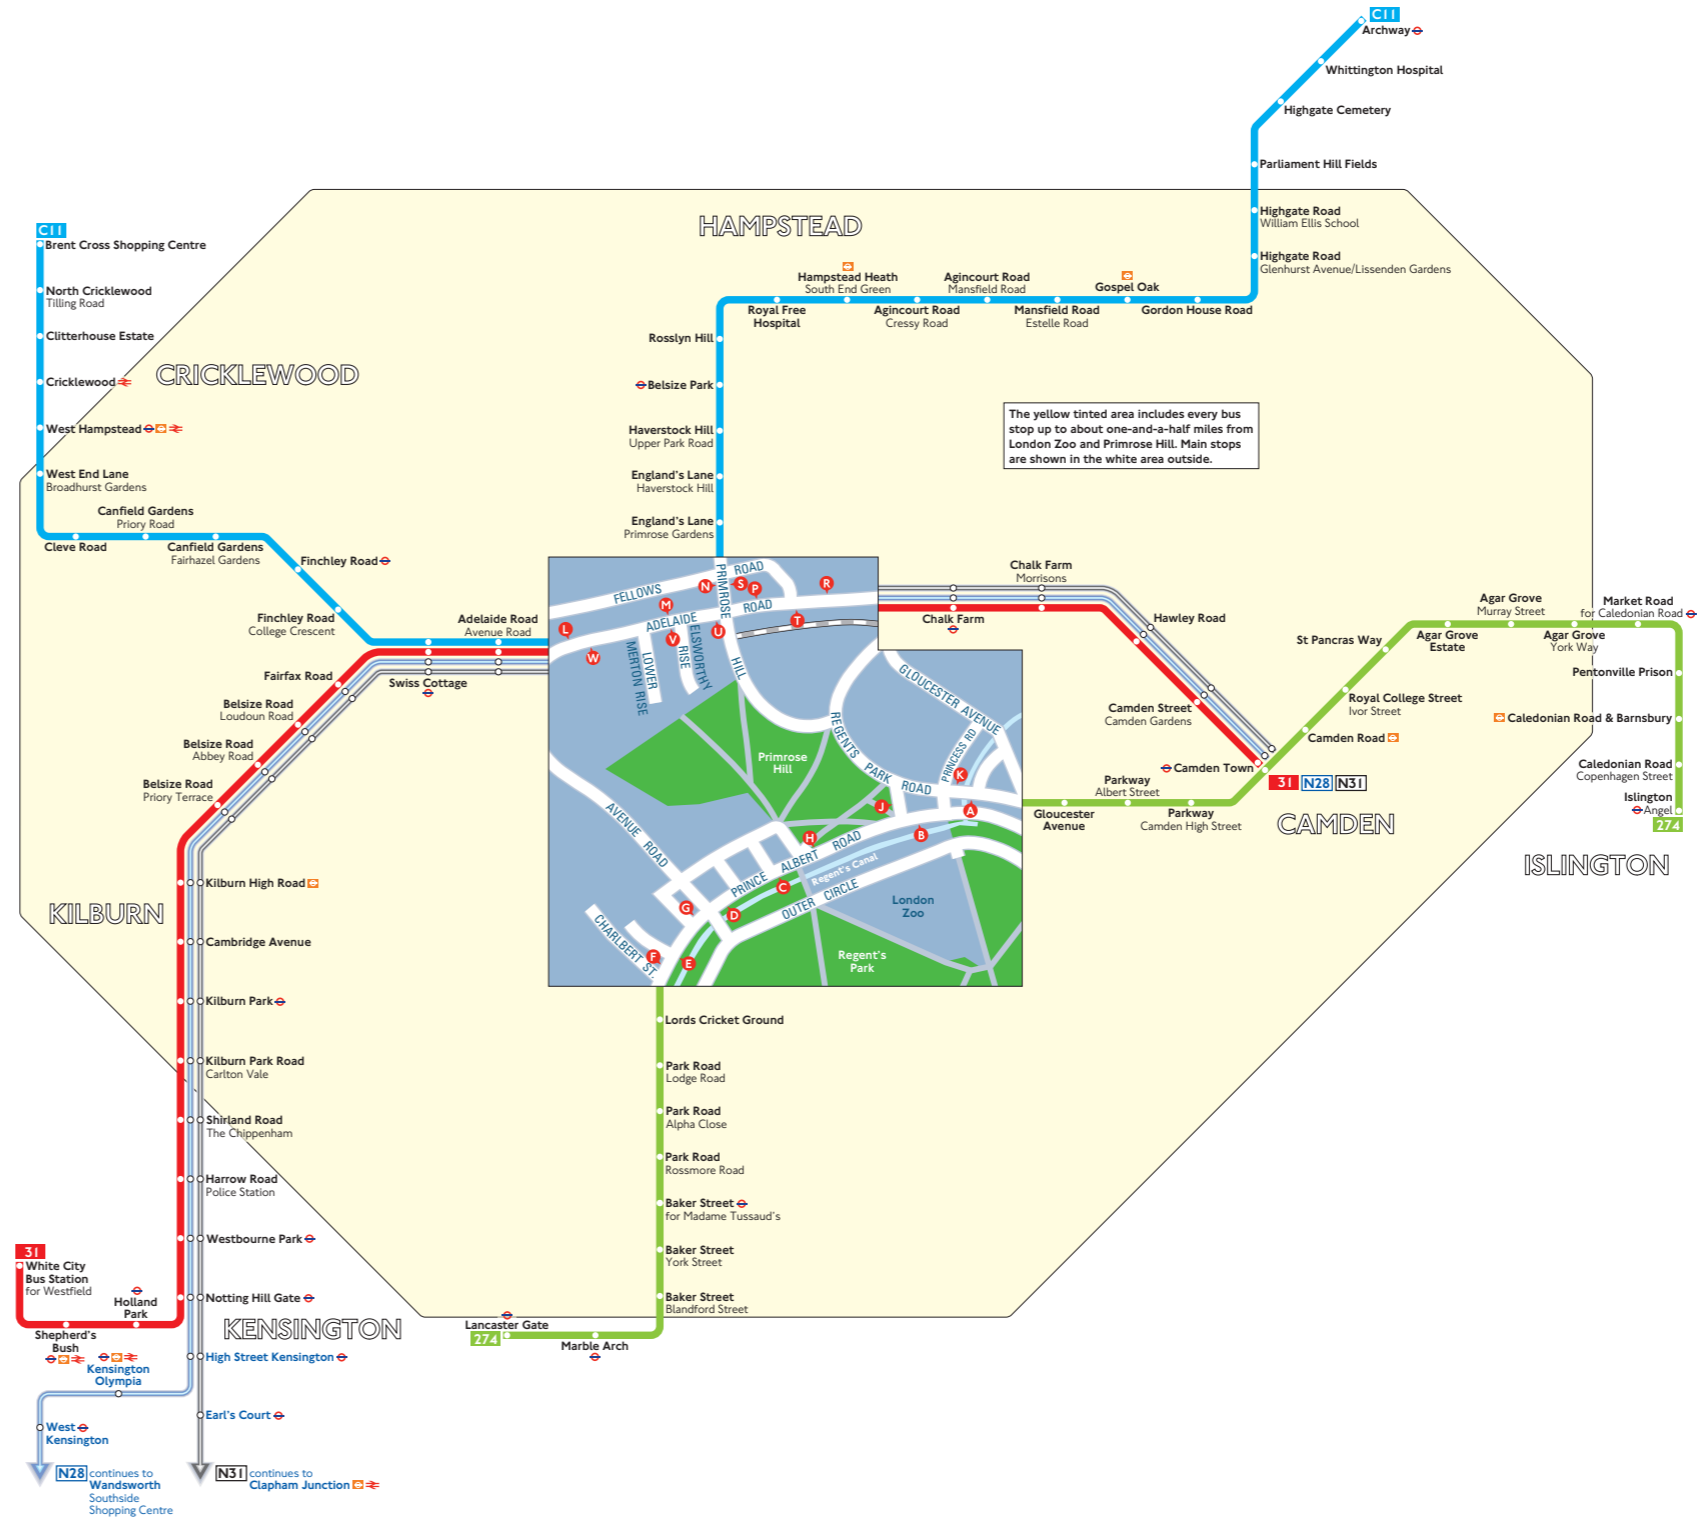 C11
Archway
Whittington Hospital
Highgate Cemetery
Parliament Hill Fields
Highgate Road
William Ellis School
Highgate Road
Glenhurst Avenue/Lissenden Gardens
HAMPSTEAD
Hampstead Heath
South End Green
Agincourt Road
Mansfield Road
Gospel Oak
Royal Free
Hospital
Agincourt Road
Cressy Road
Mansfield Road
Estelle Road
Gordon House Road
C11
Brent Cross Shopping Centre
North Cricklewood
Tilling Road
Clitterhouse Estate
Cricklewood
CRICKLEWOOD
West Hampstead
West End Lane
Broadhurst Gardens
Canfield Gardens
Priory Road
Cleve Road
Canfield Gardens
Fairhazel Gardens
Finchley Road
Finchley Road
College Crescent
Adelaide Road
Avenue Road
Rosslyn Hill
Belsize Park
Haverstock Hill
Upper Park Road
England's Lane
Haverstock Hill
England's Lane
Primrose Gardens
The yellow tinted area includes every bus
stop up to about one-and-a-half miles from
London Zoo and Primrose Hill. Main stops
are shown in the white area outside.
Fairfax Road
Swiss Cottage
Belsize Road
Loudoun Road
Belsize Road
Abbey Road
Belsize Road
Priory Terrace
FELLOWS ROAD
PRIMROSE HILL
ADELAIDE ROAD
LOWER
MERTON RISE
ELSWORTHY
RISE
GLOUCESTER AVENUE
REGENTS PARK ROAD
PRINCESS RD
Primrose
Hill
AVENUE ROAD
PRINCE ALBERT ROAD
Regent's Canal
OUTER CIRCLE
CHARLBERT ST.
London
Zoo
Regent's
Park
L
M
N
S
P
R
T
U
V
W
K
J
A
B
H
C
D
G
F
E
Chalk Farm
Morrisons
Chalk Farm
Hawley Road
Camden Street
Camden Gardens
Camden Town
31 N28 N31
CAMDEN
Parkway
Albert Street
Gloucester
Avenue
Parkway
Camden High Street
Camden Road
Royal College Street
Ivor Street
St Pancras Way
Agar Grove
Estate
Agar Grove
Murray Street
Agar Grove
York Way
Market Road
for Caledonian Road
Pentonville Prison
Caledonian Road & Barnsbury
Caledonian Road
Copenhagen Street
Islington
Angel
274
ISLINGTON
KILBURN
Kilburn High Road
Cambridge Avenue
Kilburn Park
Kilburn Park Road
Carlton Vale
Shirland Road
The Chippenham
Harrow Road
Police Station
Westbourne Park
Notting Hill Gate
KENSINGTON
31
White City
Bus Station
for Westfield
Holland
Park
Shepherd's
Bush
Kensington
Olympia
High Street Kensington
Earl's Court
West
Kensington
N28 continues to
Wandsworth
Southside
Shopping Centre
N31 continues to
Clapham Junction
Lords Cricket Ground
Park Road
Lodge Road
Park Road
Alpha Close
Park Road
Rossmore Road
Baker Street
for Madame Tussaud's
Baker Street
York Street
Baker Street
Blandford Street
Lancaster Gate
274
Marble Arch